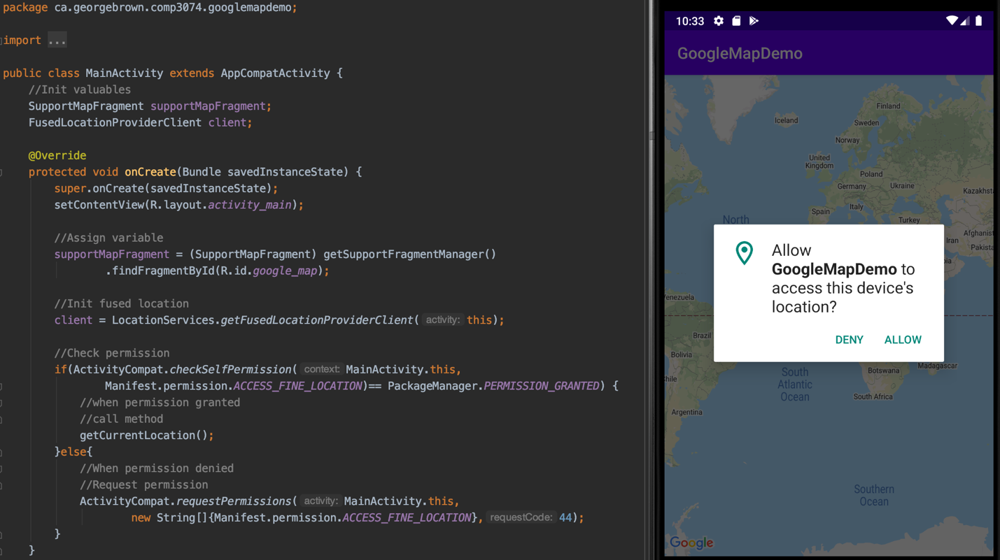 package ca.georgebrown.comp3074.googlemapdemo;
import ...
public class MainActivity extends AppCompatActivity {
//Init valuables
SupportMapFragment supportMapFragment;
FusedLocationProviderClient client;
@Override
protected void onCreate(Bundle savedInstanceState) {
super.onCreate(savedInstanceState);
setContentView(R.layout.activity_main);
//Assign variable
supportMapFragment = (SupportMapFragment) getSupportFragmentManager()
.findFragmentById(R.id.google_map);
//Init fused location
client = LocationServices.getFusedLocationProviderClient( activity: this);
//Check permission
if(ActivityCompat.checkSelfPermission( context: MainActivity.this,
Manifest.permission.ACCESS_FINE_LOCATION)== PackageManager.PERMISSION_GRANTED) {
//when permission granted
//call method
getCurrentLocation();
}else{
//When permission denied
//Request permission
ActivityCompat.requestPermissions( activity: MainActivity.this,
new String[]{Manifest.permission.ACCESS_FINE_LOCATION}, requestCode: 44);
}
}
10:33
GoogleMapDemo
Finland
Iceland
Sweden
Norway
United
Kingdom
Poland
Germany
Ukraine
Kazakhst
Spain
Italy
Turkey
North
Afghanist
Iran
Pakista
Allow
GoogleMapDemo to
access this device's
location?
DENY
ALLOW
enezuela
Brazil
Bolivia
hile
South
Atlantic
Ocean
Botswana
Madagascar
South Africa
Argentina
Southern
Ocean
Google